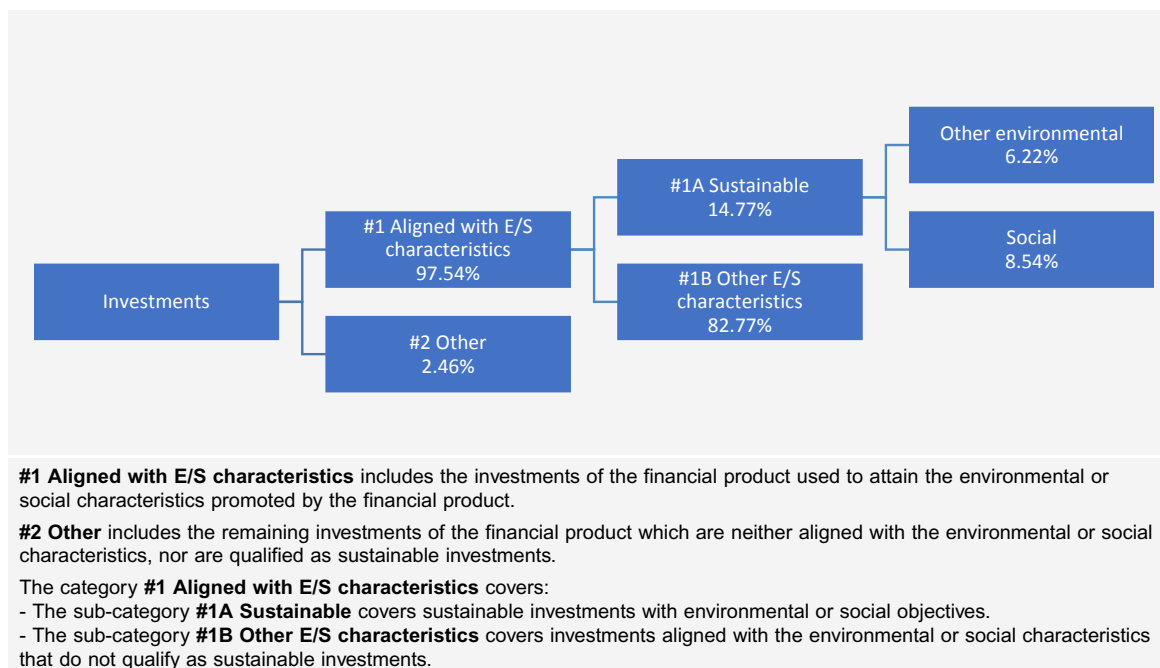 Investments
#1 Aligned with E/S
characteristics
97.54%
#2 Other
2.46%
#1A Sustainable
14.77%
#1B Other E/S
characteristics
82.77%
Other environmental
6.22%
Social
8.54%
#1 Aligned with E/S characteristics includes the investments of the financial product used to attain the environmental or
social characteristics promoted by the financial product.
#2 Other includes the remaining investments of the financial product which are neither aligned with the environmental or social
characteristics, nor are qualified as sustainable investments.
The category #1 Aligned with E/S characteristics covers:
- The sub-category #1A Sustainable covers sustainable investments with environmental or social objectives.
- The sub-category #1B Other E/S characteristics covers investments aligned with the environmental or social characteristics
that do not qualify as sustainable investments.